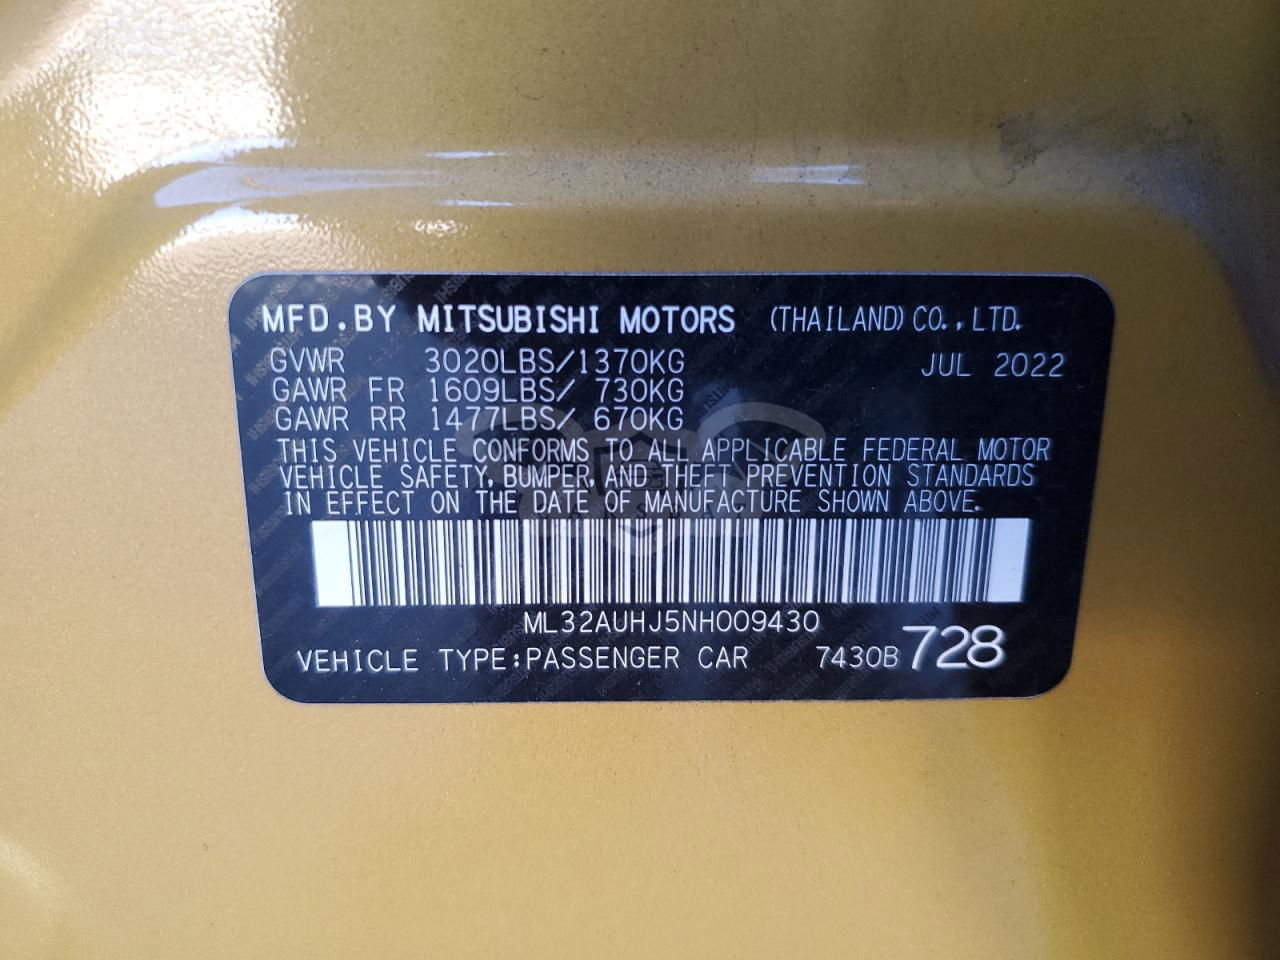 MFD.BY MITSUBISHI MOTORS (THAILAND) CO.,LTD.
GVWR 3020LBS/1370KG JUL 2022
GAWR FR 1609LBS/ 730KG
GAWR RR 1477LBS/ 670KG
THIS VEHICLE CONFORMS TO ALL APPLICABLE FEDERAL MOTOR
VEHICLE SAFETY, BUMPER, AND THEFT PREVENTION STANDARDS
IN EFFECT ON THE DATE OF MANUFACTURE SHOWN ABOVE.
ML32AUHJ5NH009430
VEHICLE TYPE:PASSENGER CAR 7430B 728